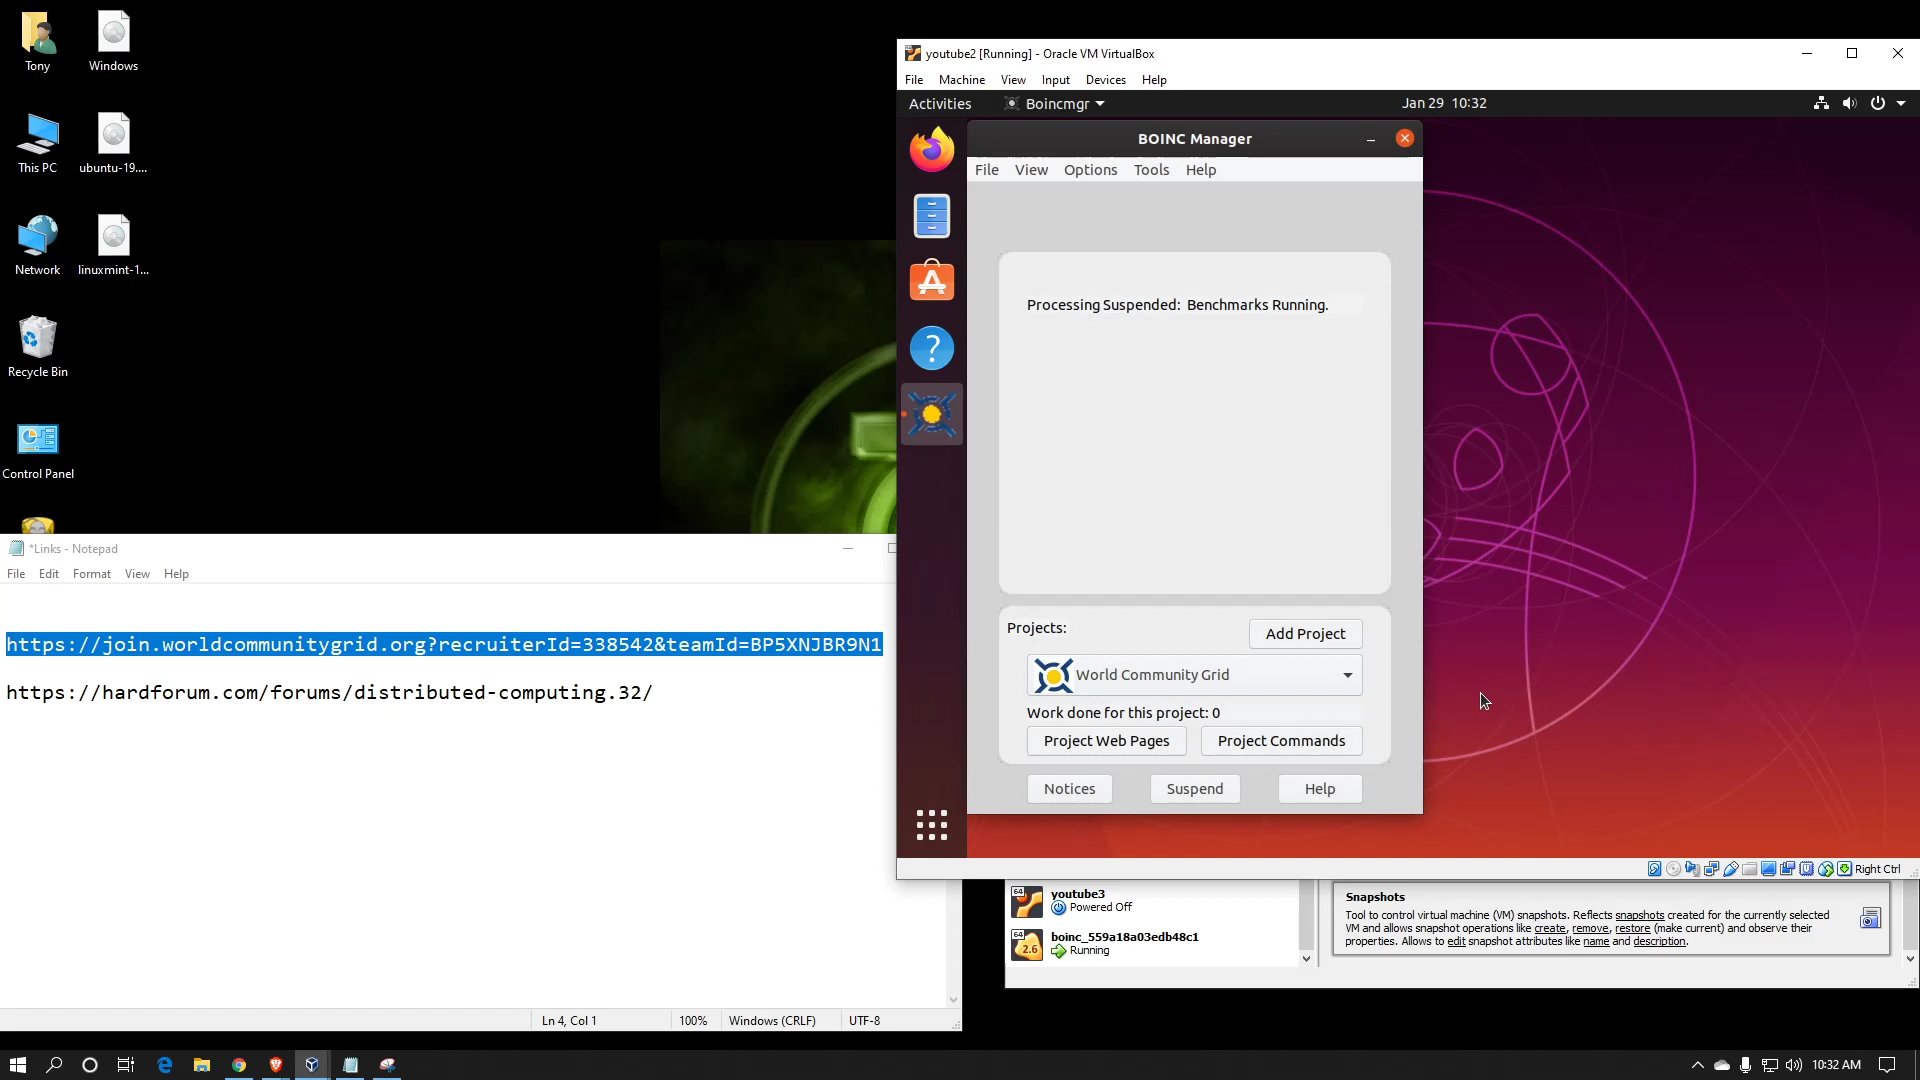 Tony
Windows
This PC
ubuntu-19....
Network
linuxmint-1...
Recycle Bin
Control Panel
youtube2 [Running] - Oracle VM VirtualBox
File Machine View Input Devices Help
Activities Boincmgr Jan 29 10:32
BOINC Manager
File View Options Tools Help
Processing Suspended: Benchmarks Running.
Projects:
Add Project
World Community Grid
Work done for this project: 0
Project Web Pages Project Commands
Notices Suspend Help
Right Ctrl
*Links - Notepad
File Edit Format View Help
https://join.worldcommunitygrid.org?recruiterId=338542&teamId=BP5XNJBR9N1
https://hardforum.com/forums/distributed-computing.32/
Ln 4, Col 1 100% Windows (CRLF) UTF-8
64
youtube3
Powered Off
64
2.6
boinc_559a18a03edb48c1
Running
Snapshots
Tool to control virtual machine (VM) snapshots. Reflects snapshots created for the currently selected
VM and allows snapshot operations like create, remove, restore (make current) and observe their
properties. Allows to edit snapshot attributes like name and description.
10:32 AM